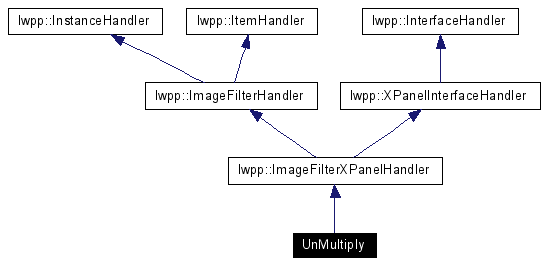 lwpp::InstanceHandler
lwpp::ItemHandler
lwpp::InterfaceHandler
lwpp::ImageFilterHandler
lwpp::XPanelInterfaceHandler
lwpp::ImageFilterXPanelHandler
UnMultiply